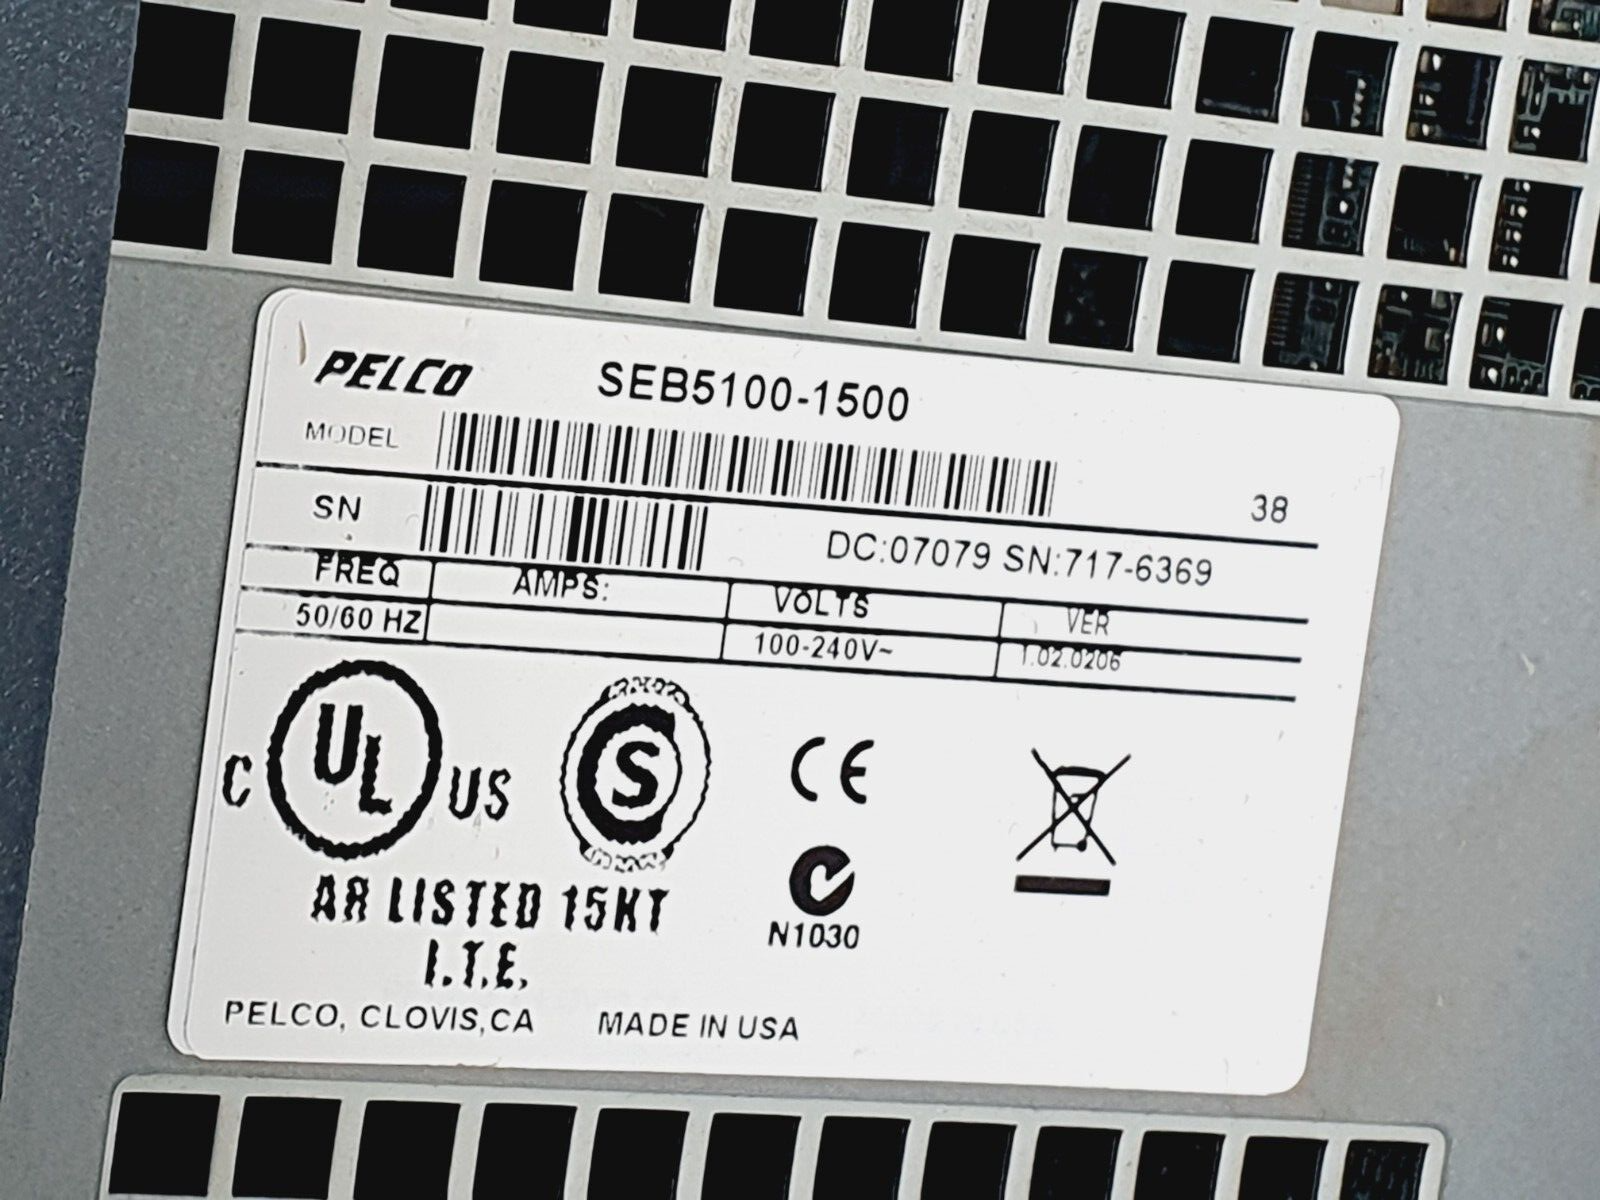 PELCO SEB5100-1500
MODEL
38
SN DC:07079 SN:717-6369
FREQ AMPS: VOLTS VER
50/60 HZ 100-240V~ 1.02.0206
C UL US S CE
N1030
AR LISTED 15KT
I.T.E.
PELCO, CLOVIS, CA MADE IN USA